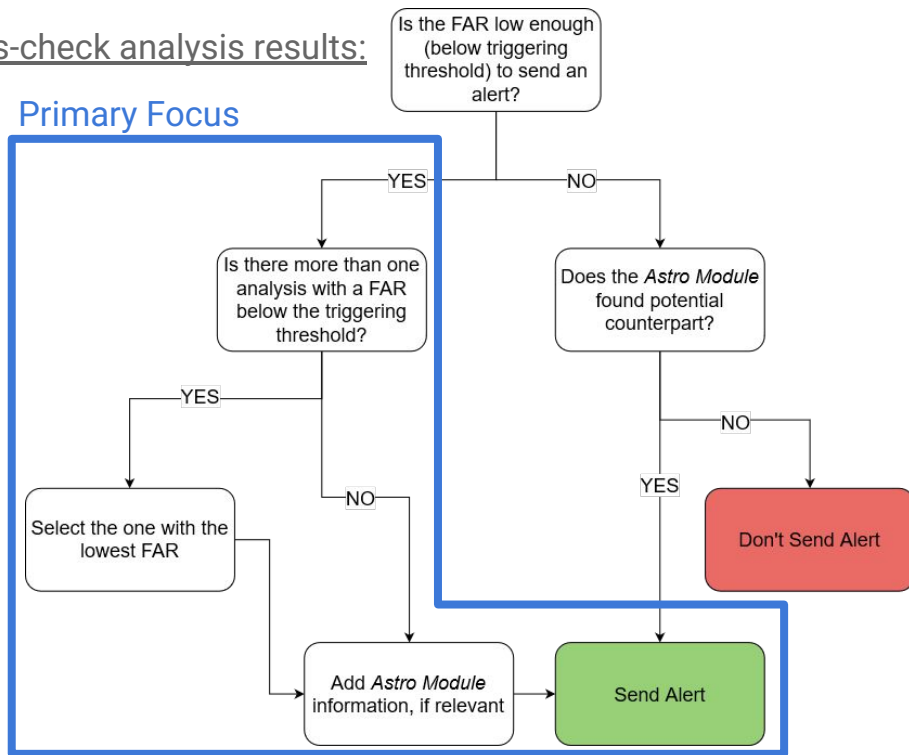 s-check analysis results:
Primary Focus
Is the FAR low enough
(below triggering
threshold) to send an
alert?
YES
NO
Is there more than one
analysis with a FAR
below the triggering
threshold?
Does the Astro Module
found potential
counterpart?
YES
NO
NO
YES
Select the one with the
lowest FAR
Don't Send Alert
Add Astro Module
information, if relevant
Send Alert